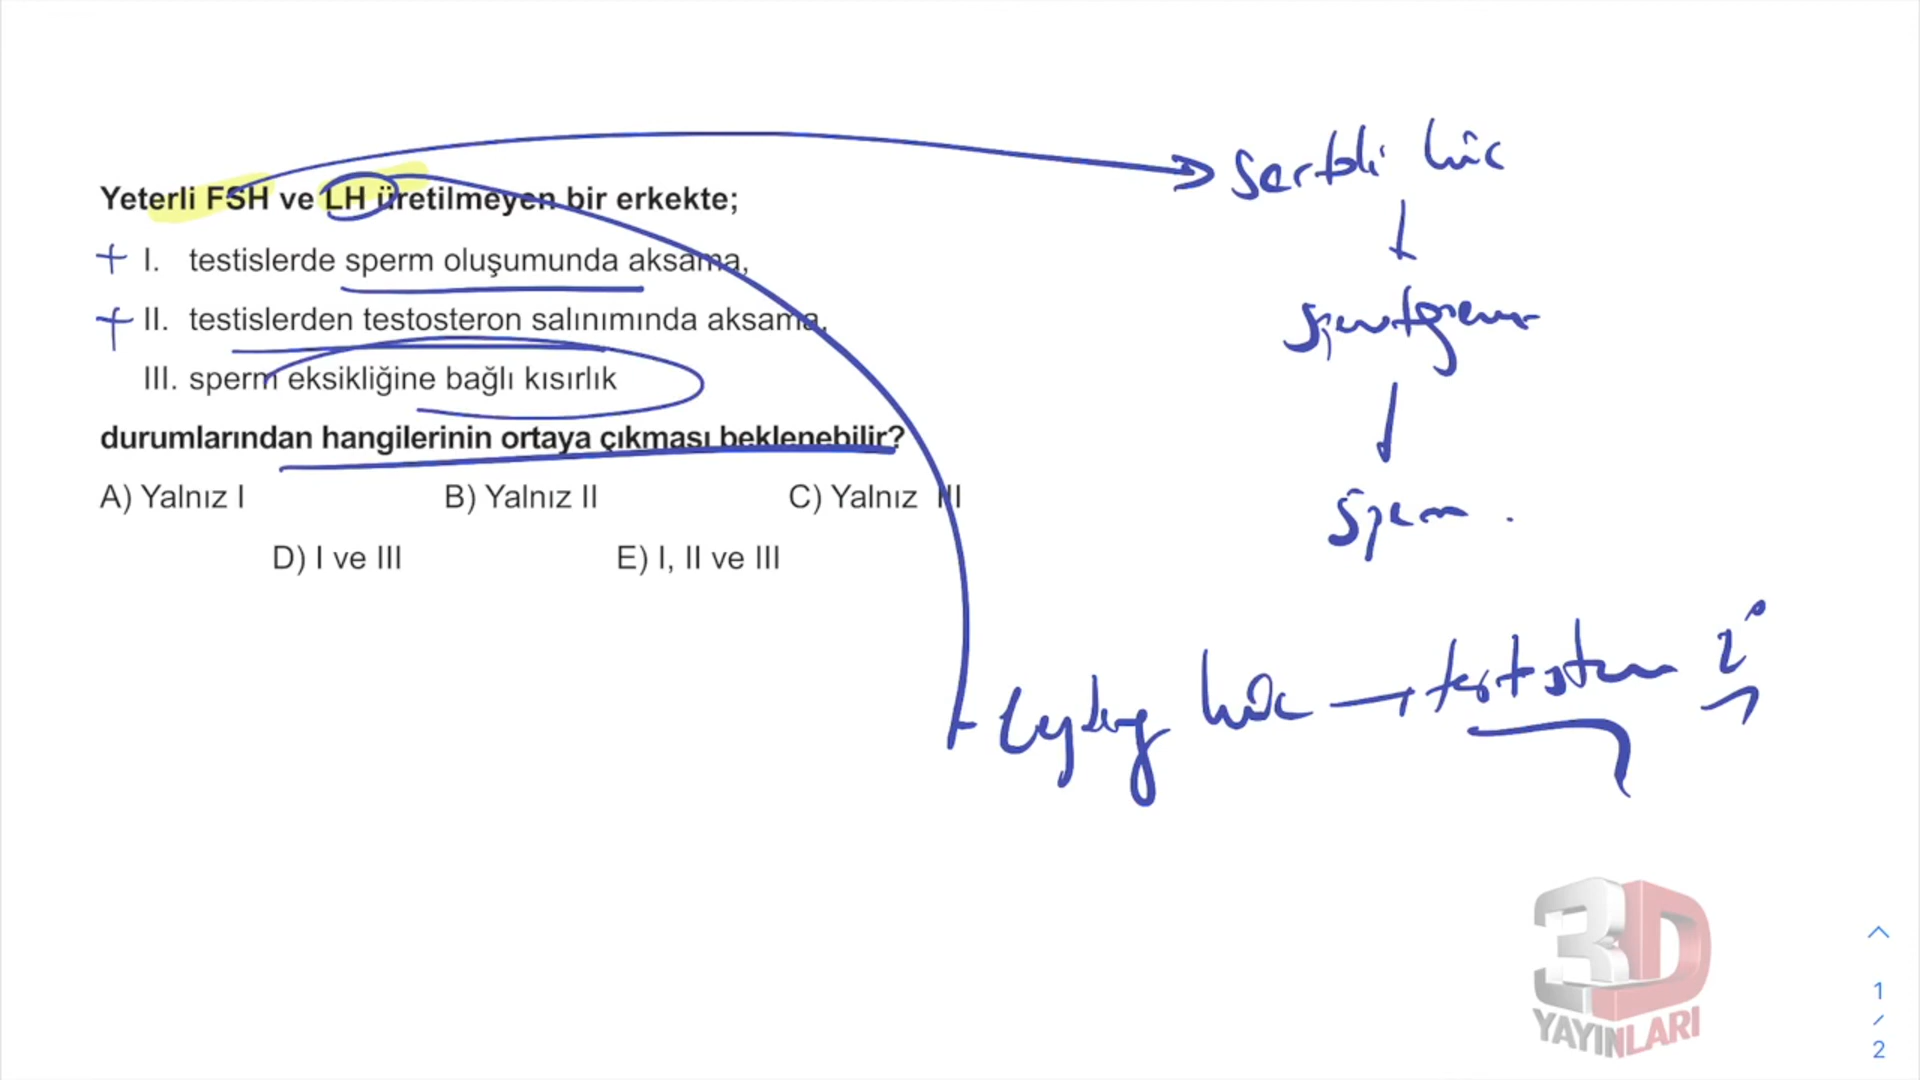 Yeterli FSH ve LH üretilmeyen bir erkekte;
I. testislerde sperm oluşumunda aksama,
II. testislerden testosteron salınımında aksama,
III. sperm eksikliğine bağlı kısırlık
durumlarından hangilerinin ortaya çıkması beklenebilir?
A) Yalnız I B) Yalnız II C) Yalnız III
D) I ve III E) I, II ve III
Sertoli hüc
Sperm
hüc
3D
YAYINLARI
1
/
2